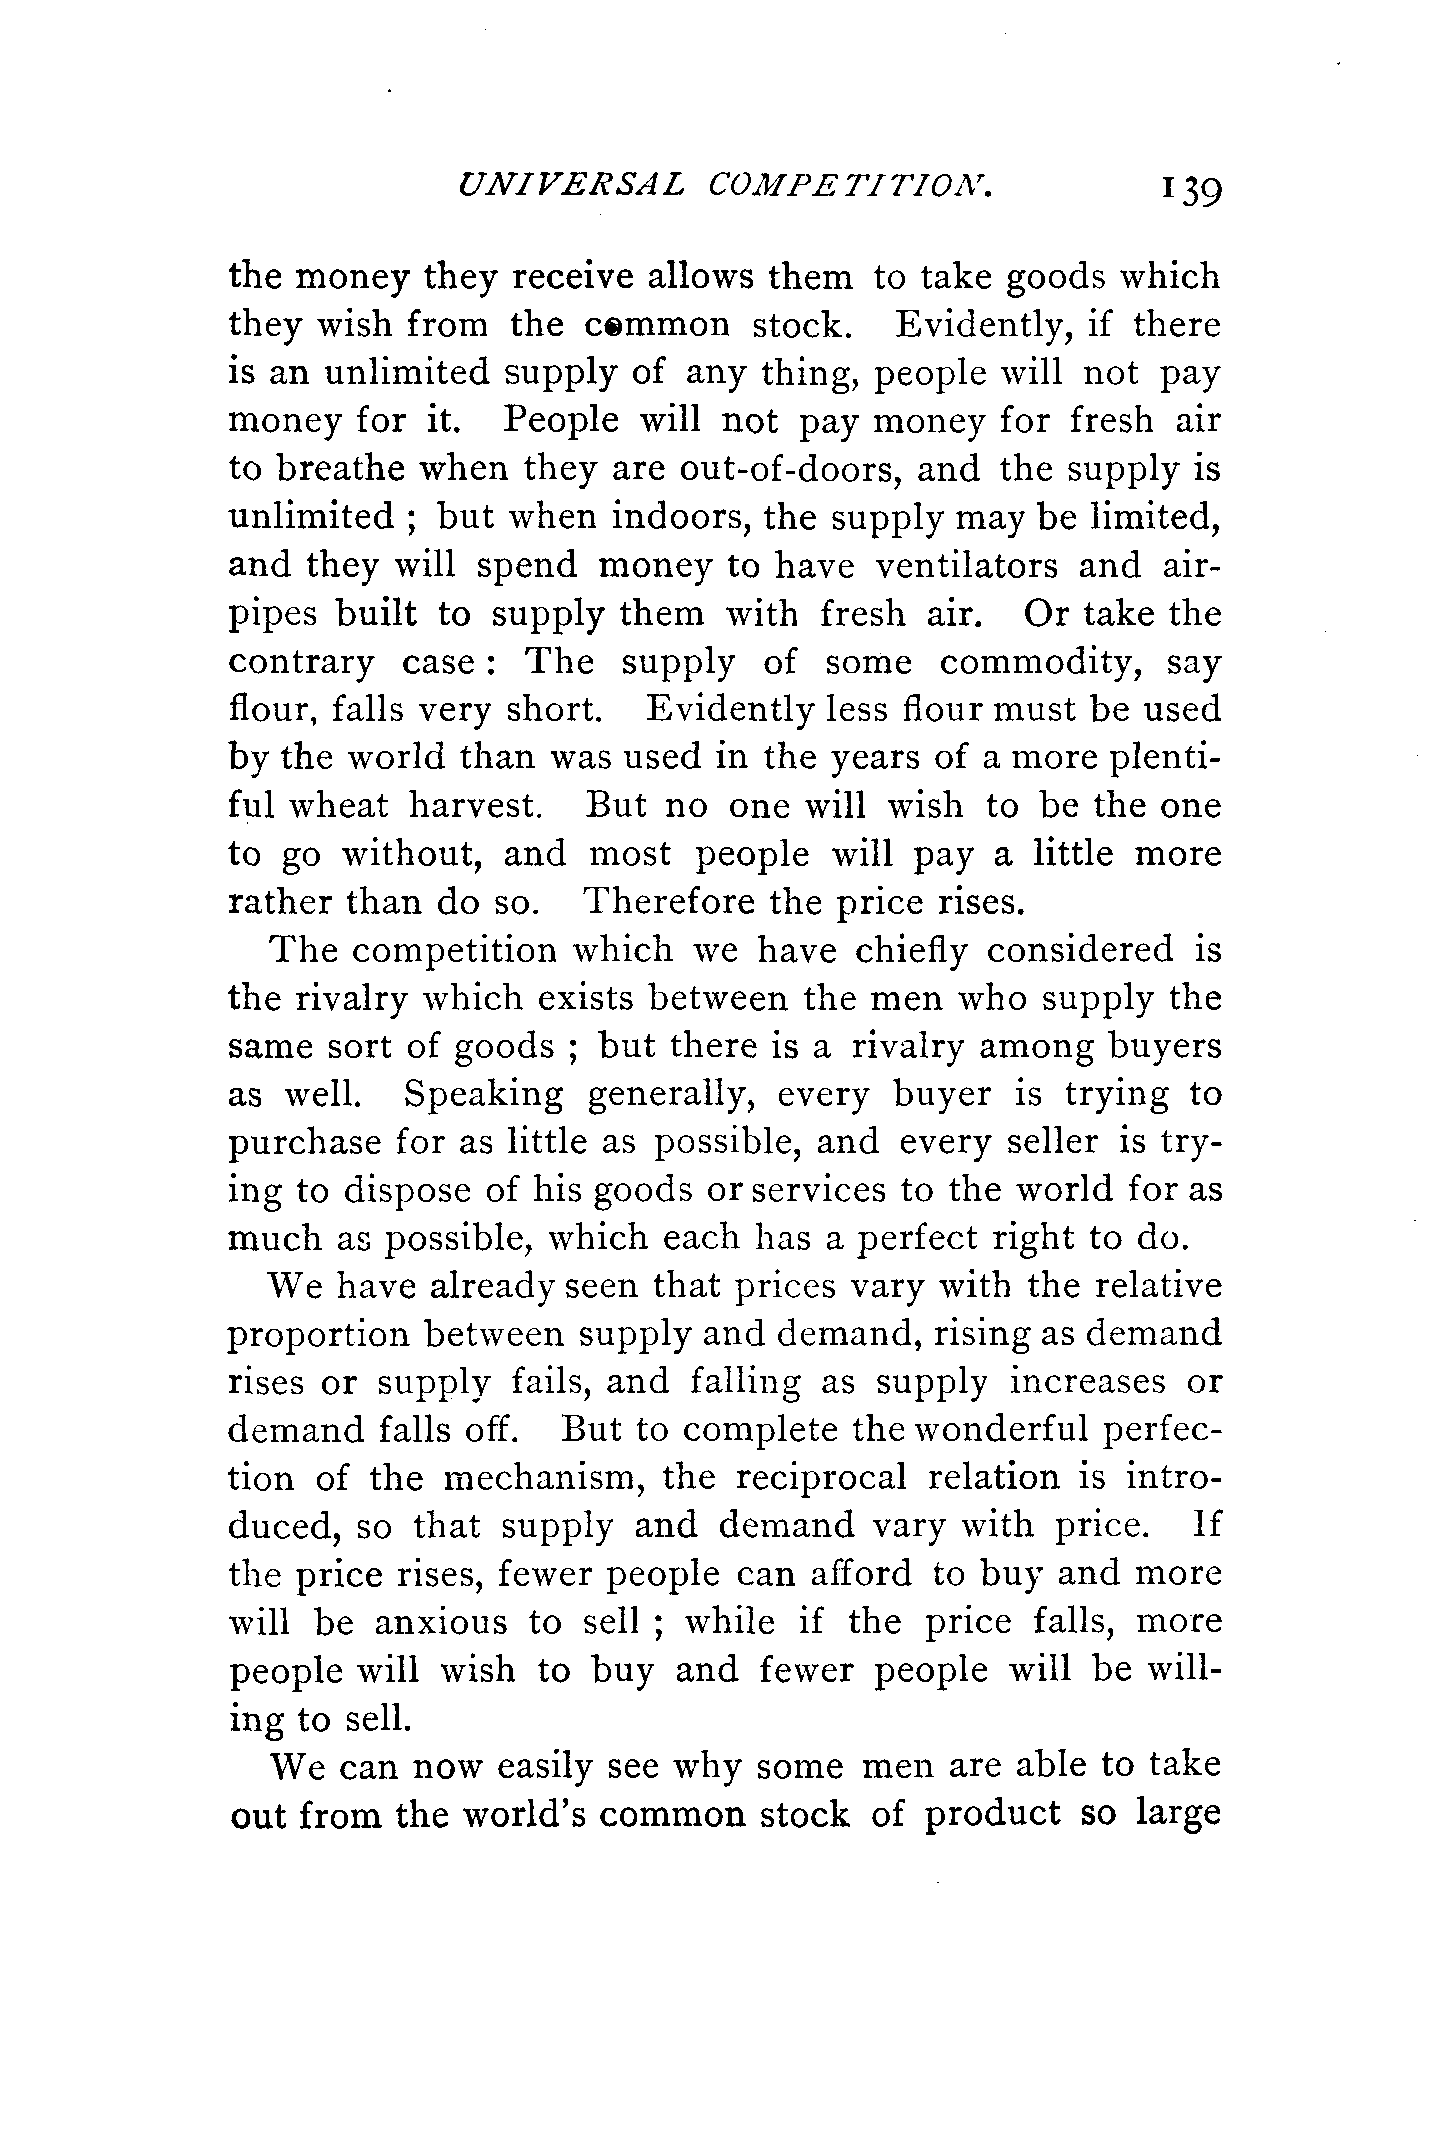 UNIVERSAL COMPETITION. 139
the money they receive allows them to take goods which
they wish from the common stock. Evidently, if there
is an unlimited supply of any thing, people will not pay
money for it. People will not pay money for fresh air
to breathe when they are out-of-doors, and the supply is
unlimited ; but when indoors, the supply may be limited,
and they will spend money to have ventilators and air-
pipes built to supply them with fresh air. Or take the
contrary case : The supply of some commodity, say
flour, falls very short. Evidently less flour must be used
by the world than was used in the years of a more plenti-
ful wheat harvest. But no one will wish to be the one
to go without, and most people will pay a little more
rather than do so. Therefore the price rises.
The competition which we have chiefly considered is
the rivalry which exists between the men who supply the
same sort of goods ; but there is a rivalry among buyers
as well. Speaking generally, every buyer is trying to
purchase for as little as possible, and every seller is try-
ing to dispose of his goods or services to the world for as
much as possible, which each has a perfect right to do.
We have already seen that prices vary with the relative
proportion between supply and demand, rising as demand
rises or supply fails, and falling as supply increases or
demand falls off. But to complete the wonderful perfec-
tion of the mechanism, the reciprocal relation is intro-
duced, so that supply and demand vary with price. If
the price rises, fewer people can afford to buy and more
will be anxious to sell ; while if the price falls, more
people will wish to buy and fewer people will be will-
ing to sell.
We can now easily see why some men are able to take
out from the world's common stock of product so large